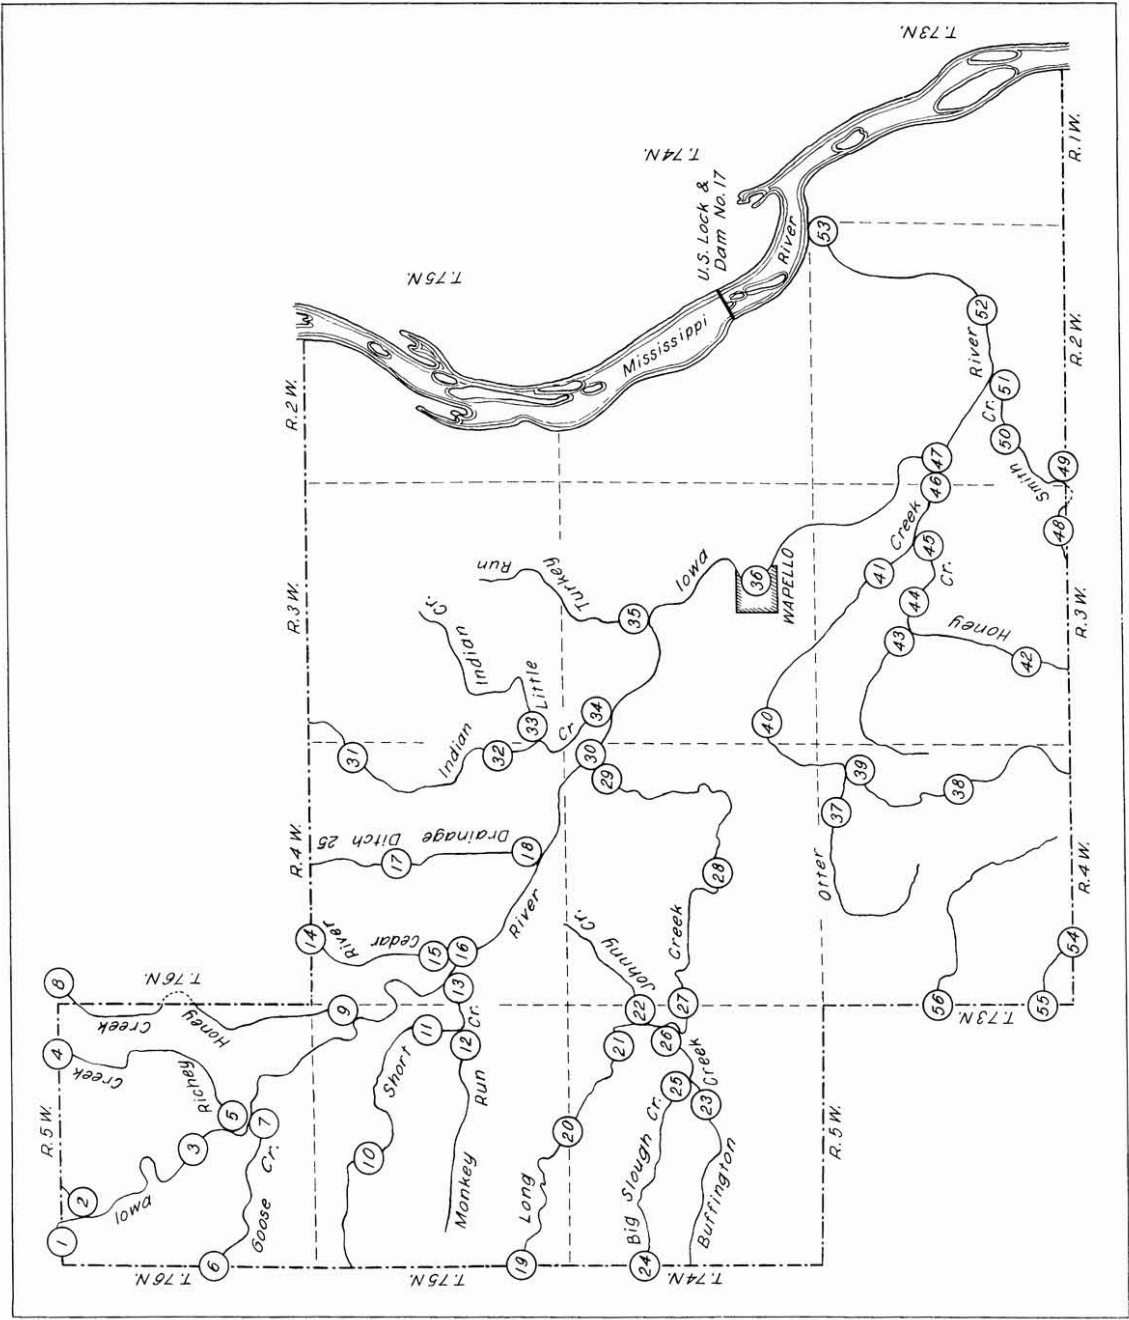 T.73N.
T.74N.
R.1W.
U.S. Lock &
Dam No.17
River
53
T.75N.
Mississippi
52
River
R.2W.
R.2W.
51
Cr.
50
Smith
49
47
46
48
Creek
45
Cr.
41
44
43
Honey
42
R.3W.
Run
Turkey
35
Iowa
36
WAPELLO
R.3W.
Cr.
Indian
Little
33
34
Cr.
31
Indian
32
30
29
40
39
38
37
Otter
R.4W.
Drainage Ditch 25
17
18
28
R.4W.
14
River
Cedar
15
16
River
Johnny Cr.
Creek
54
8
T.76N.
Honey
Creek
9
13
Cr.
22
27
56
55
T.73N.
4
Creek
Richey
11
12
Short
Run
21
26
Creek
25
23
R.5W.
5
7
3
Cr.
Goose
10
Monkey
20
Long
Big Slough Cr.
Buffington
R.5W.
2
1
Iowa
6
19
24
T.76N.
T.75N.
T.74N.